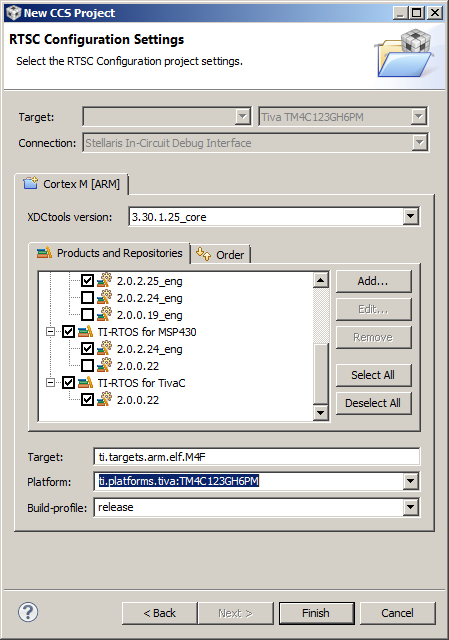 New CCS Project
RTSC Configuration Settings
Select the RTSC Configuration project settings.
Target: Tiva TM4C123GH6PM
Connection: Stellaris In-Circuit Debug Interface
Cortex M [ARM]
XDCtools version: 3.30.1.25_core
Products and Repositories Order
2.0.2.25_eng Add...
2.0.2.24_eng
2.0.0.19_eng Edit...
TI-RTOS for MSP430 Remove
2.0.2.24_eng
2.0.0.22 Select All
TI-RTOS for TivaC
2.0.0.22 Deselect All
Target: ti.targets.arm.elf.M4F
Platform: ti.platforms.tiva:TM4C123GH6PM
Build-profile: release
? < Back Next > Finish Cancel